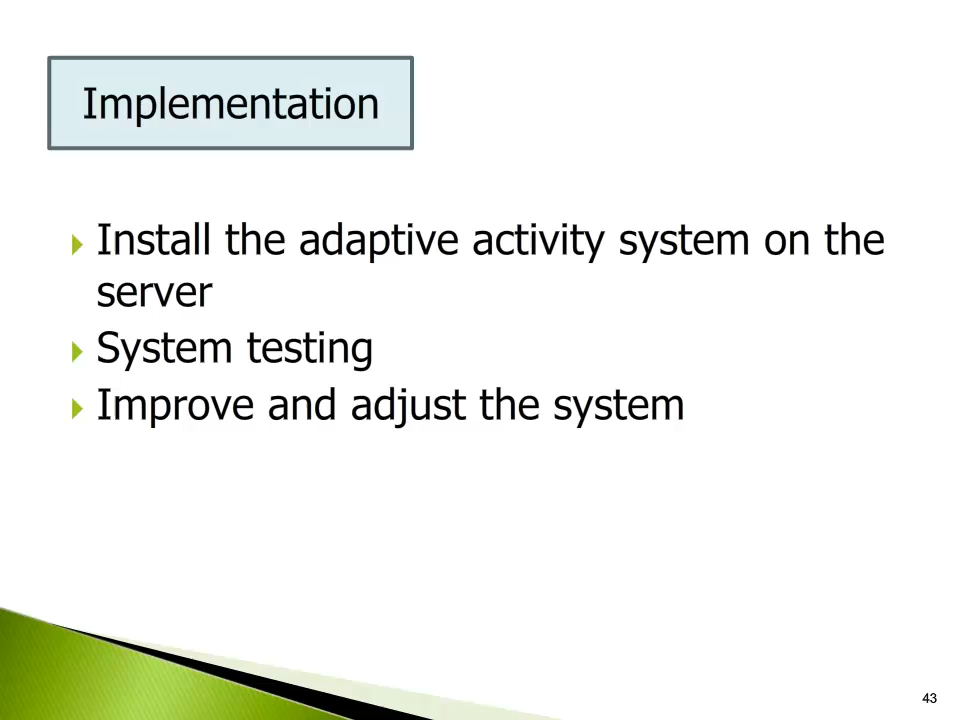 Implementation
Install the adaptive activity system on the
server
System testing
Improve and adjust the system
43